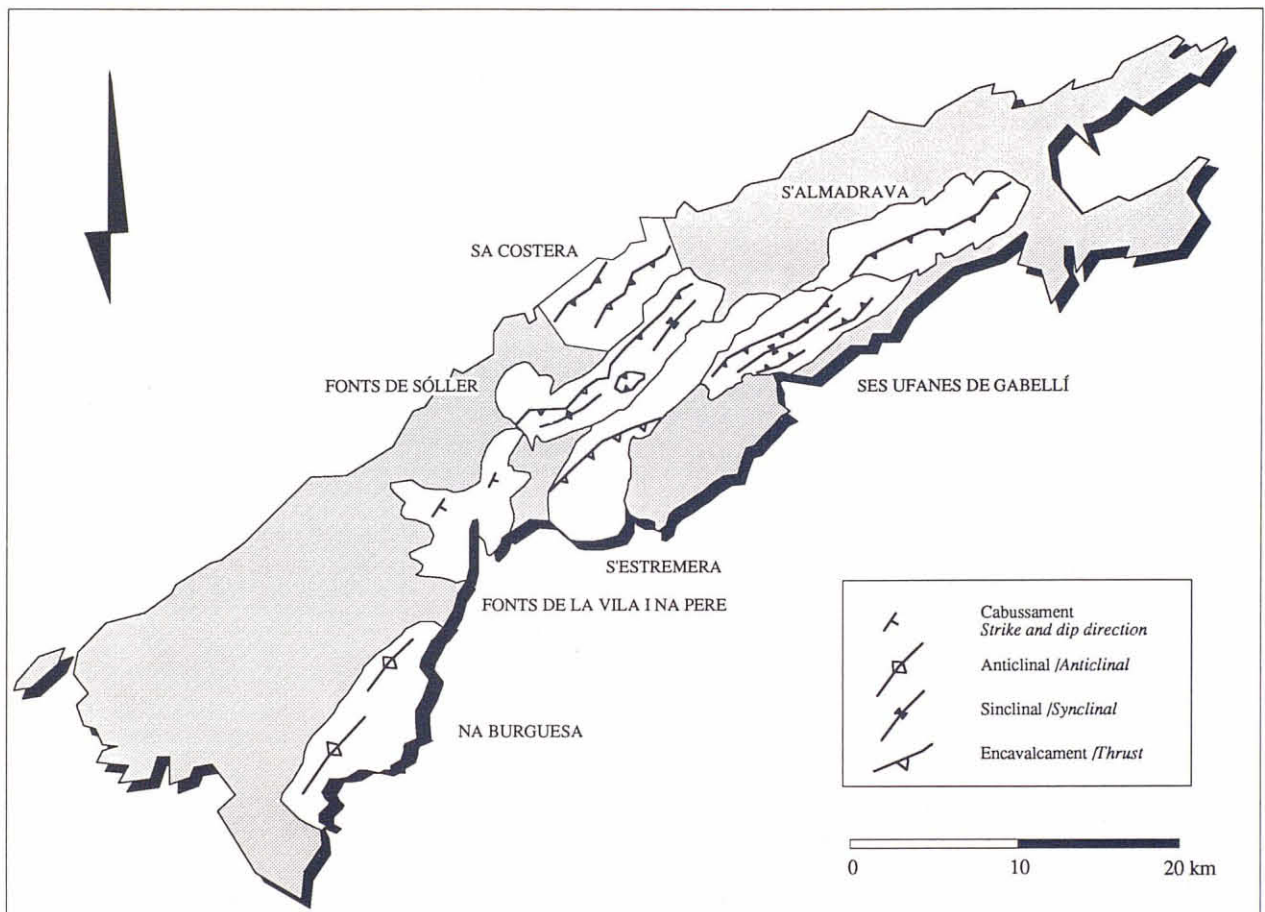 S'ALMADRAVA
SA COSTERA
FONTS DE SÓLLER
SES UFANES DE GABELLÍ
S'ESTREMERA
FONTS DE LA VILA I NA PERE
NA BURGUESA
Cabussament
Strike and dip direction
Anticlinal /Anticlinal
Sinclinal /Synclinal
Encavalcament /Thrust
0 10 20 km